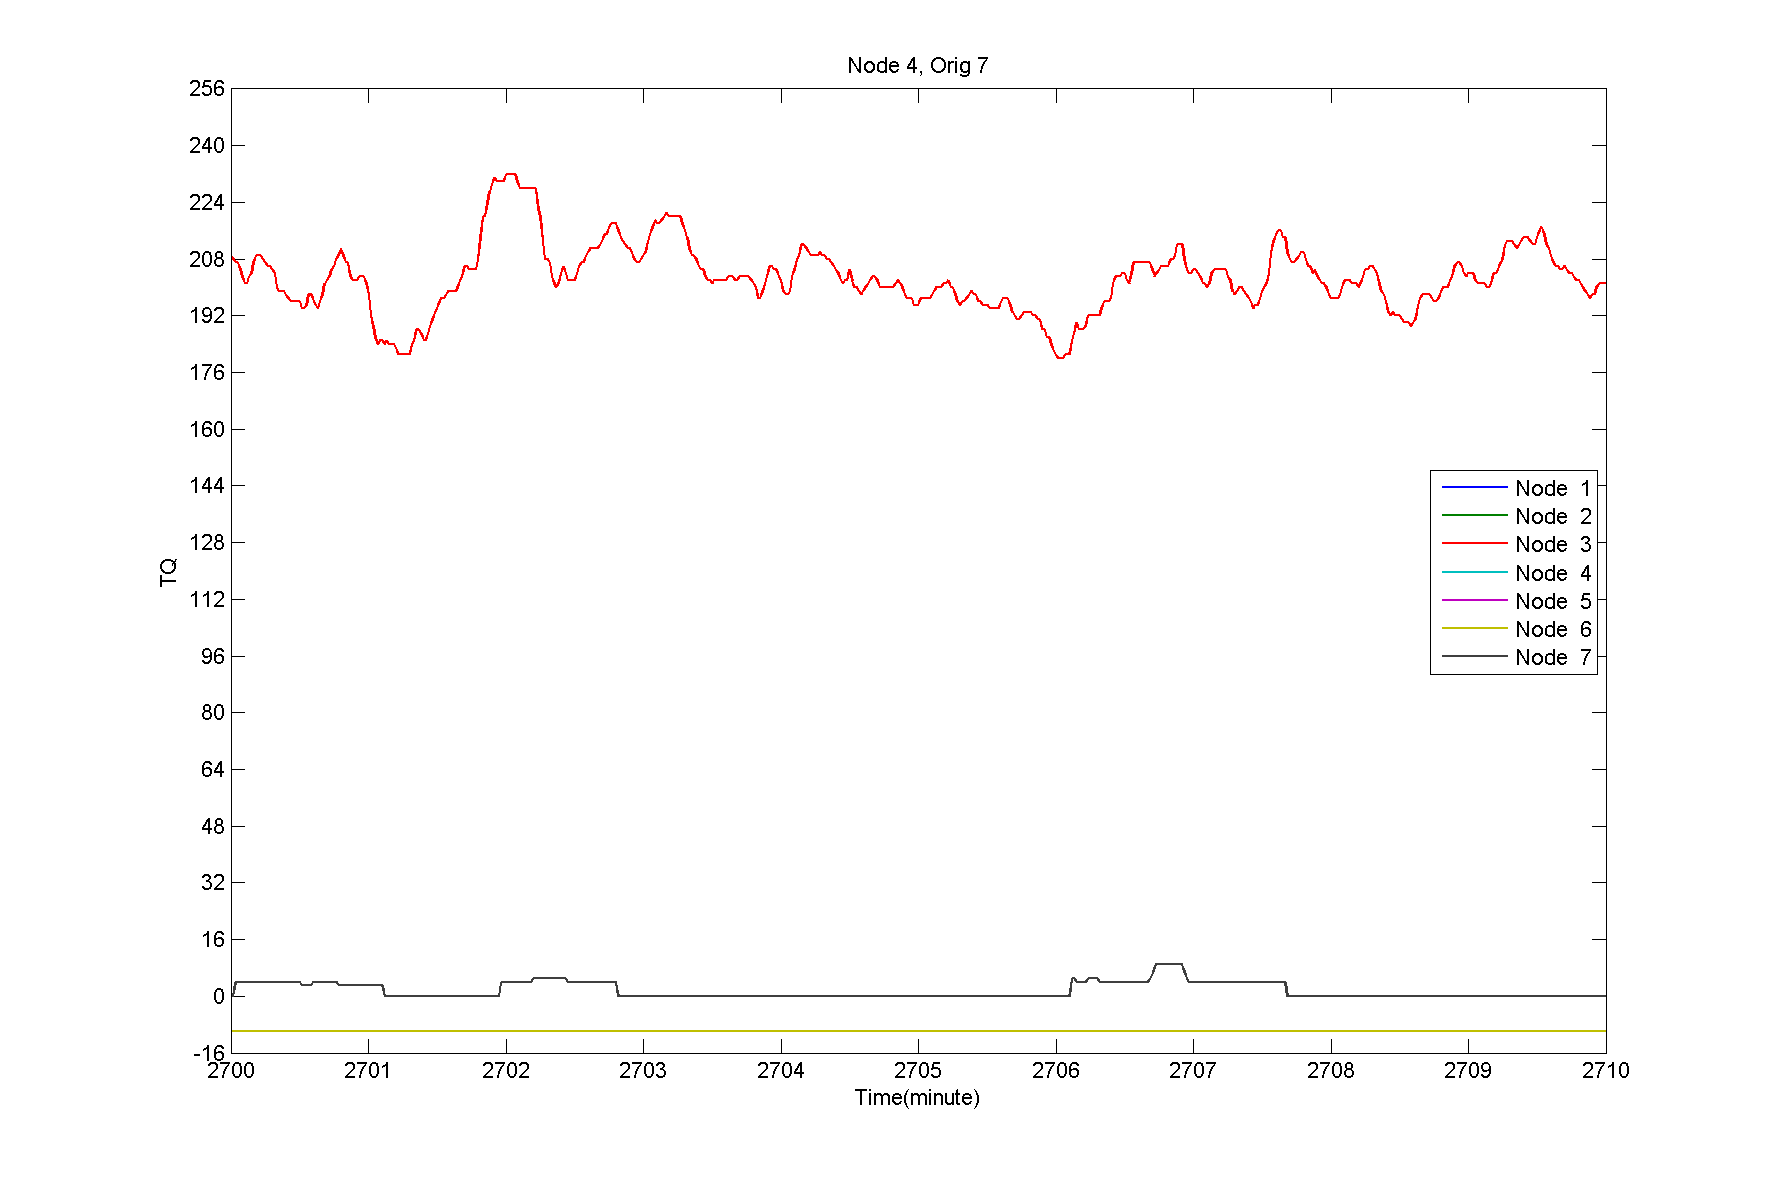 Node 4, Orig 7
256
240
224
208
192
176
160
144
128
112
96
80
64
48
32
16
0
-16
TQ
Node 1
Node 2
Node 3
Node 4
Node 5
Node 6
Node 7
2700 2701 2702 2703 2704 2705 2706 2707 2708 2709 2710
Time(minute)